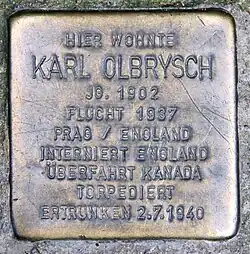 HIER WOHNTE
KARL OLBRYSCH
JG. 1902
FLUCHT 1937
PRAG / ENGLAND
INTERNIERT ENGLAND
ÜBERFAHRT KANADA
TORPEDIERT
ERTRUNKEN 2.7.1940